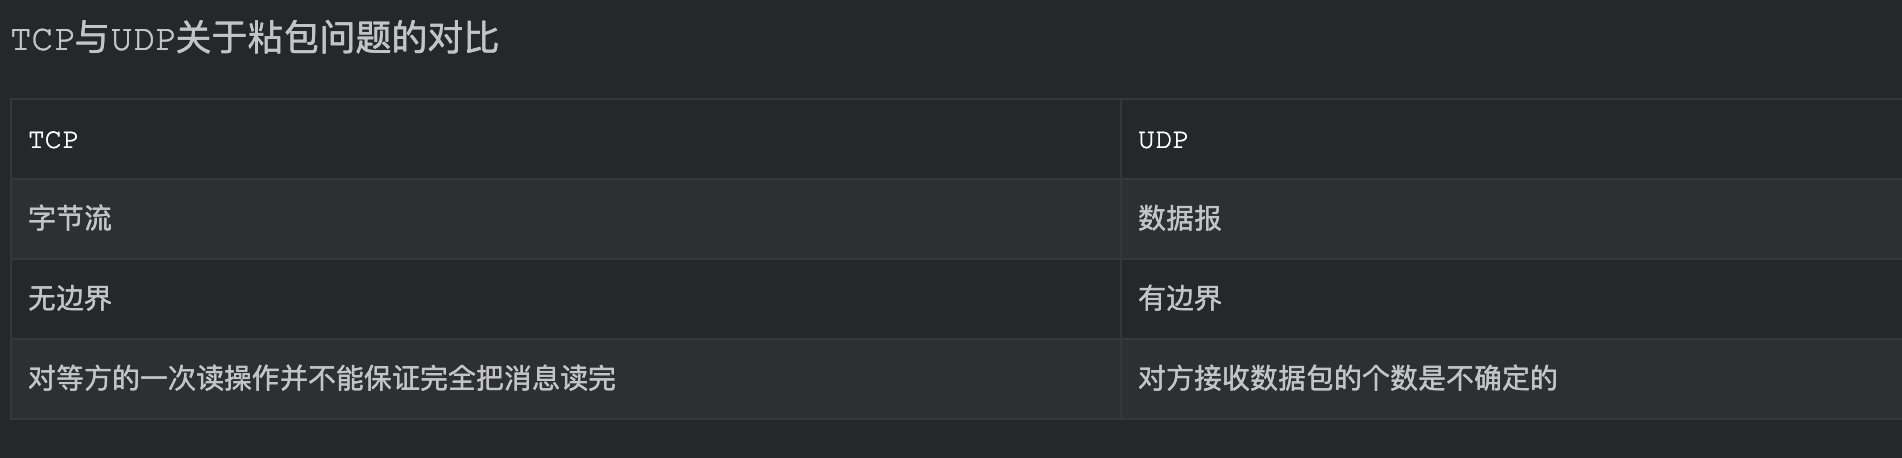 TCP与UDP关于粘包问题的对比
TCP
UDP
字节流
数据报
无边界
有边界
对等方的一次读操作并不能保证完全把消息读完
对方接收数据包的个数是不确定的